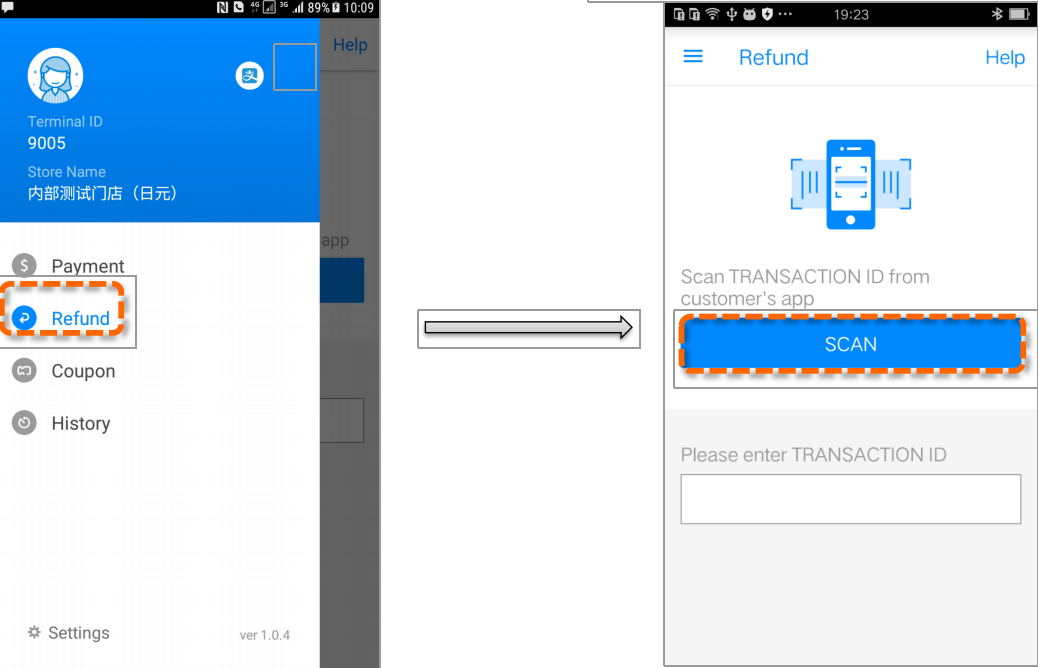 4G 3G 89% 10:09
Help
Terminal ID
9005
Store Name
内部测试门店（日元）
app
Payment
Refund
Coupon
History
Settings
ver 1.0.4
19:23
Refund
Help
Scan TRANSACTION ID from
customer's app
SCAN
Please enter TRANSACTION ID